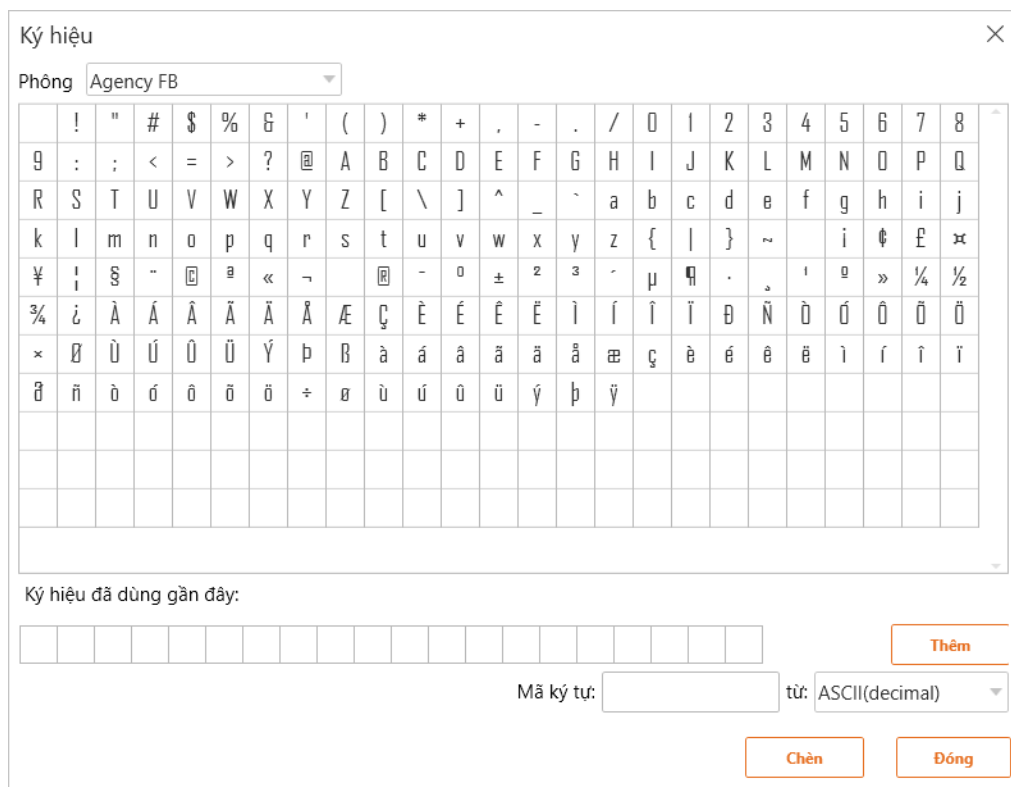 Ký hiệu
Phông Agency FB
! " # $ % & ' ( ) * + , - . / 0 1 2 3 4 5 6 7 8
9 : ; < = > ? @ A B C D E F G H I J K L M N O P Q
R S T U V W X Y Z [ \ ] ^ _ ` a b c d e f g h i j
k l m n o p q r s t u v w x y z { | } ~ ¡ ¢ £ ¤
¥ ¦ § ¨ © ª « ¬ ® ¯ ° ± ² ³ ´ µ ¶ · ¸ ¹ º » ¼ ½
¾ ¿ À Á Â Ã Ä Å Æ Ç È É Ê Ë Ì Í Î Ï Ð Ñ Ò Ó Ô Õ Ö
× Ø Ù Ú Û Ü Ý Þ ß à á â ã ä å æ ç è é ê ë ì í î ï
ð ñ ò ó ô õ ö ÷ ø ù ú û ü ý þ ÿ
Ký hiệu đã dùng gần đây:
Thêm
Mã ký tự: từ: ASCII(decimal)
Chèn Đóng